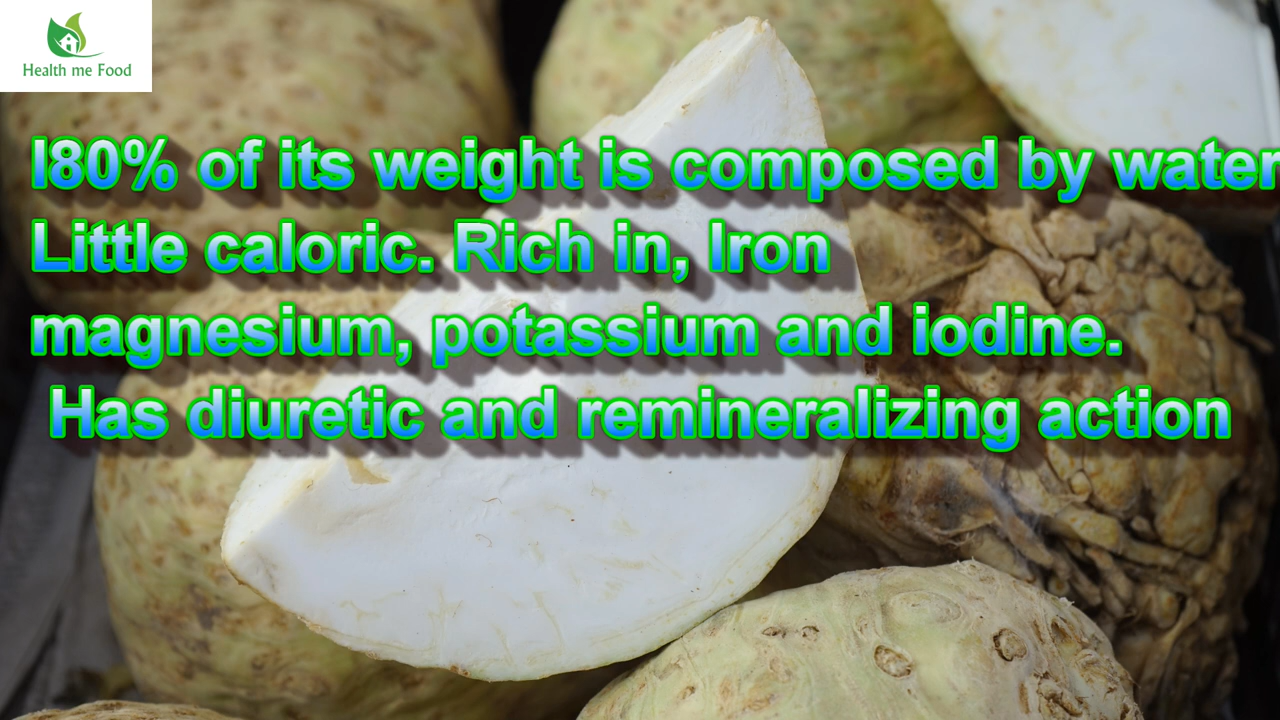 Health me Food
l80% of its weight is composed by water
Little caloric. Rich in, Iron
magnesium, potassium and iodine.
Has diuretic and remineralizing action